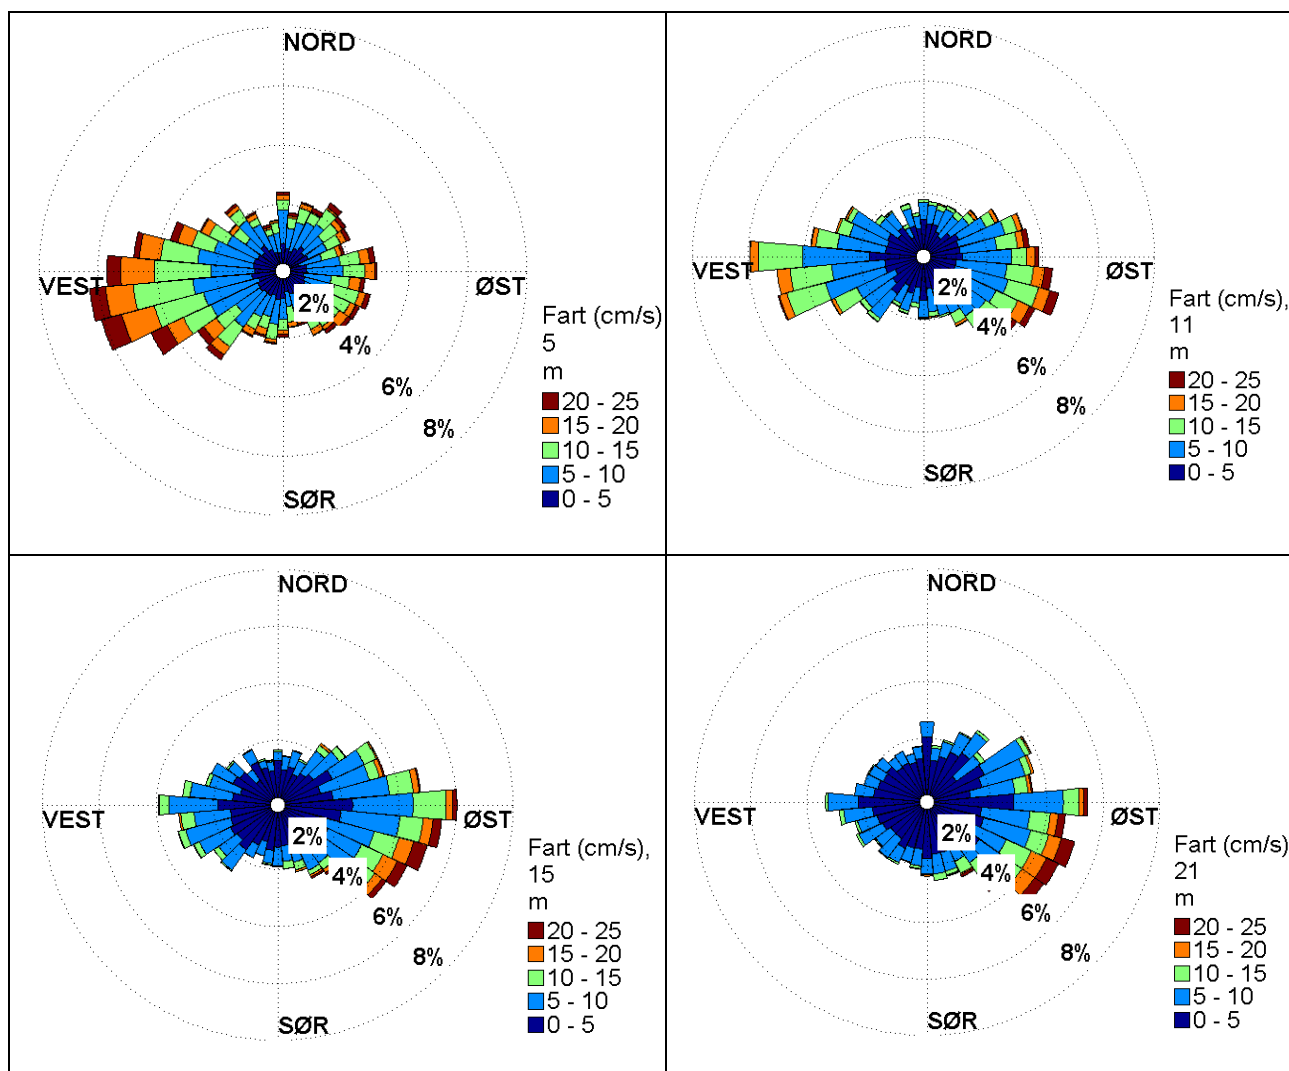 NORD
VEST
ØST
SØR
2%
4%
6%
8%
Fart (cm/s)
5
m
20 - 25
15 - 20
10 - 15
5 - 10
0 - 5
NORD
VEST
ØST
SØR
2%
4%
6%
8%
Fart (cm/s),
11
m
20 - 25
15 - 20
10 - 15
5 - 10
0 - 5
NORD
VEST
ØST
SØR
2%
4%
6%
8%
Fart (cm/s),
15
m
20 - 25
15 - 20
10 - 15
5 - 10
0 - 5
NORD
VEST
ØST
SØR
2%
4%
6%
8%
Fart (cm/s)
21
m
20 - 25
15 - 20
10 - 15
5 - 10
0 - 5